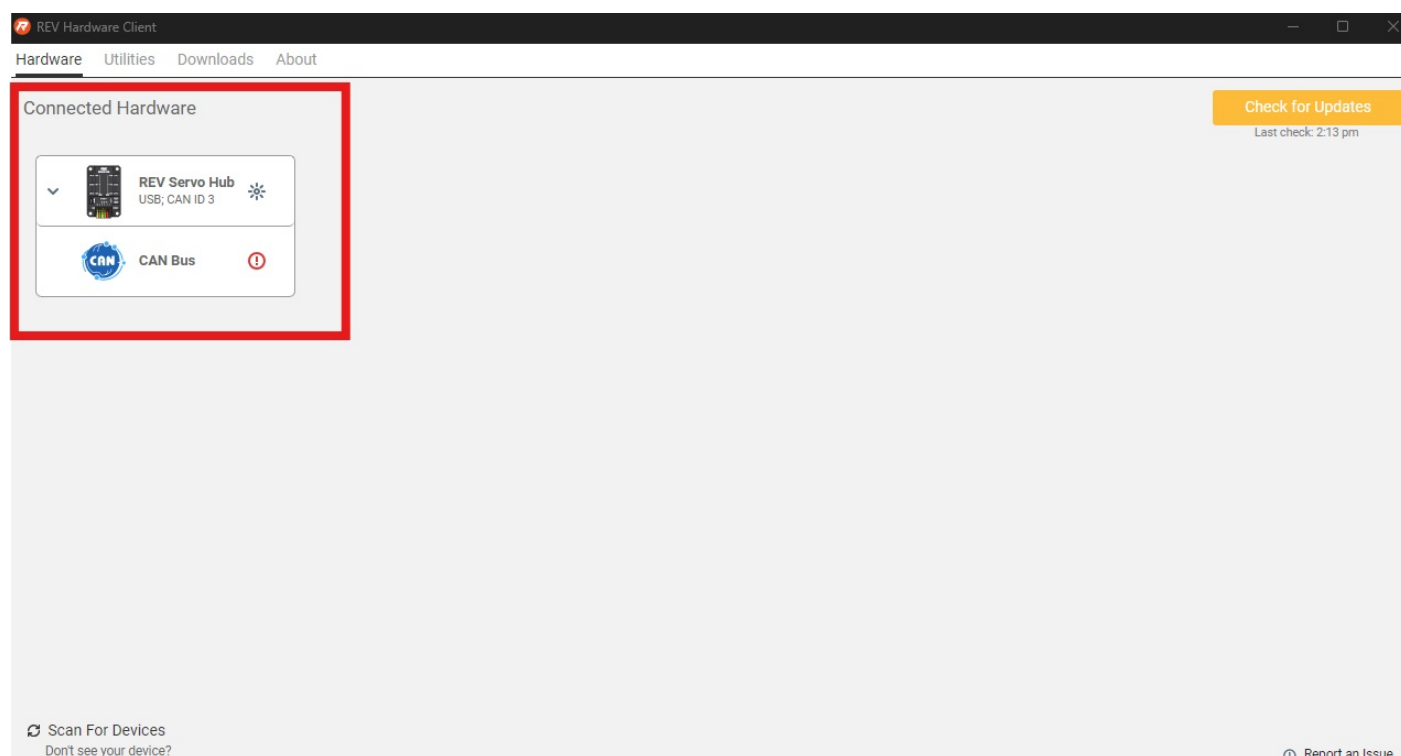 REV Hardware Client
Hardware Utilities Downloads About
Connected Hardware
Check for Updates
Last check: 2:13 pm
REV Servo Hub
USB; CAN ID 3
CAN
CAN Bus
Scan For Devices
Don't see your device?
Report an Issue